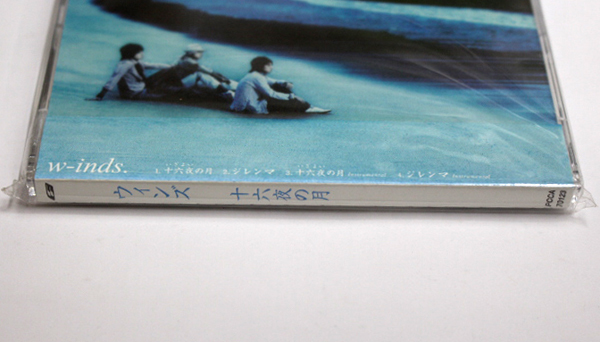 w-inds.
1.十六夜の月 2.ジレンマ 3.十六夜の月 Instrumental 4.ジレンマ Instrumental
ウィンズ 十六夜の月
PCCA